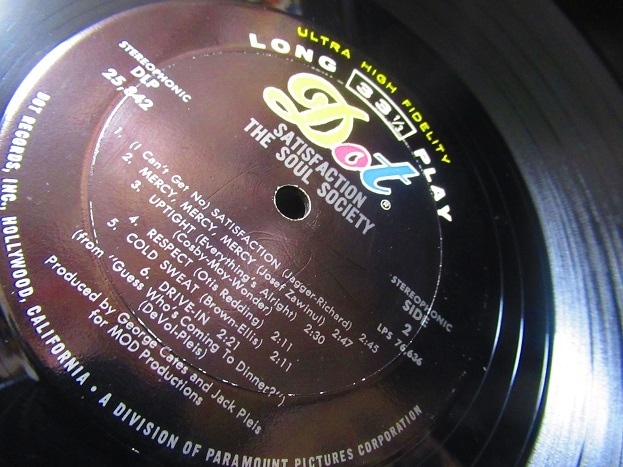 ULTRA HIGH FIDELITY
LONG 33⅓ PLAY
Dot®
STEREOPHONIC
DLP
25,842
SATISFACTION
THE SOUL SOCIETY
STEREOPHONIC
SIDE 2
LPS 76,636
1. (I Can't Get No) SATISFACTION (Jagger-Richard) 2:45
2. MERCY, MERCY, MERCY (Josef Zawinul) 2:47
3. UPTIGHT (Everything's Alright)
(Cosby-Moy-Wonder) 2:30
4. RESPECT (Otis Redding) 2:11
5. COLD SWEAT (Brown-Ellis) 2:11
6. DRIVE-IN 2:21
(from "Guess Who's Coming To Dinner?")
(DeVol-Pleis)
Produced by George Cates and Jack Pleis
for MOD Productions
DOT RECORDS, INC. HOLLYWOOD, CALIFORNIA • A DIVISION OF PARAMOUNT PICTURES CORPORATION